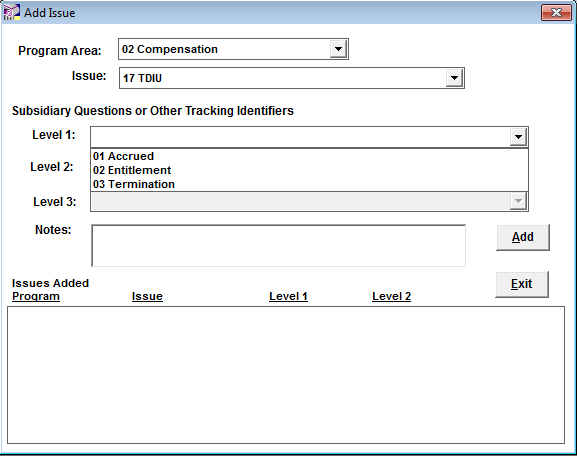 Add Issue
Program Area: 02 Compensation
Issue: 17 TDIU
Subsidiary Questions or Other Tracking Identifiers
Level 1:
01 Accrued
Level 2: 02 Entitlement
03 Termination
Level 3:
Notes:
Add
Exit
Issues Added
Program Issue Level 1 Level 2